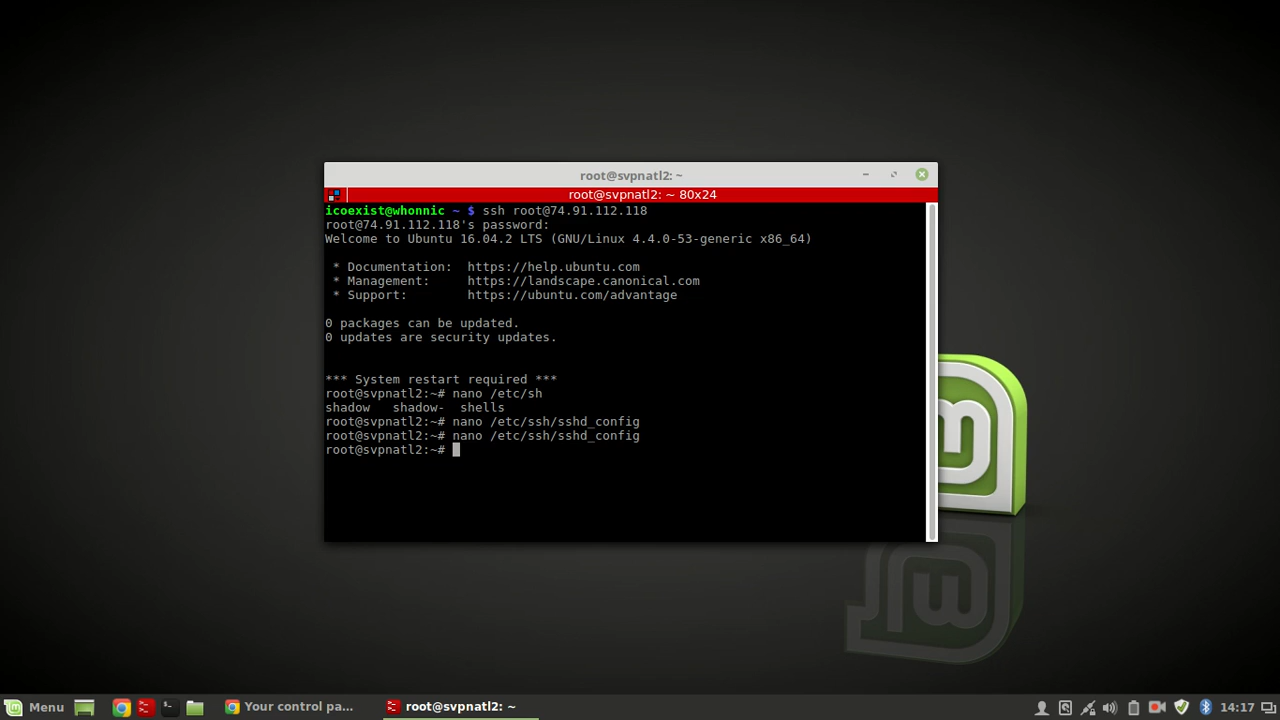 root@svpnatl2: ~
root@svpnatl2: ~ 80x24
icoexist@whonnic ~ $ ssh root@74.91.112.118
root@74.91.112.118's password:
Welcome to Ubuntu 16.04.2 LTS (GNU/Linux 4.4.0-53-generic x86_64)
* Documentation:  https://help.ubuntu.com
* Management:     https://landscape.canonical.com
* Support:        https://ubuntu.com/advantage
0 packages can be updated.
0 updates are security updates.
*** System restart required ***
root@svpnatl2:~# nano /etc/sh
shadow   shadow-  shells
root@svpnatl2:~# nano /etc/ssh/sshd_config
root@svpnatl2:~# nano /etc/ssh/sshd_config
root@svpnatl2:~#
Menu
Your control pa...
root@svpnatl2: ~
14:17